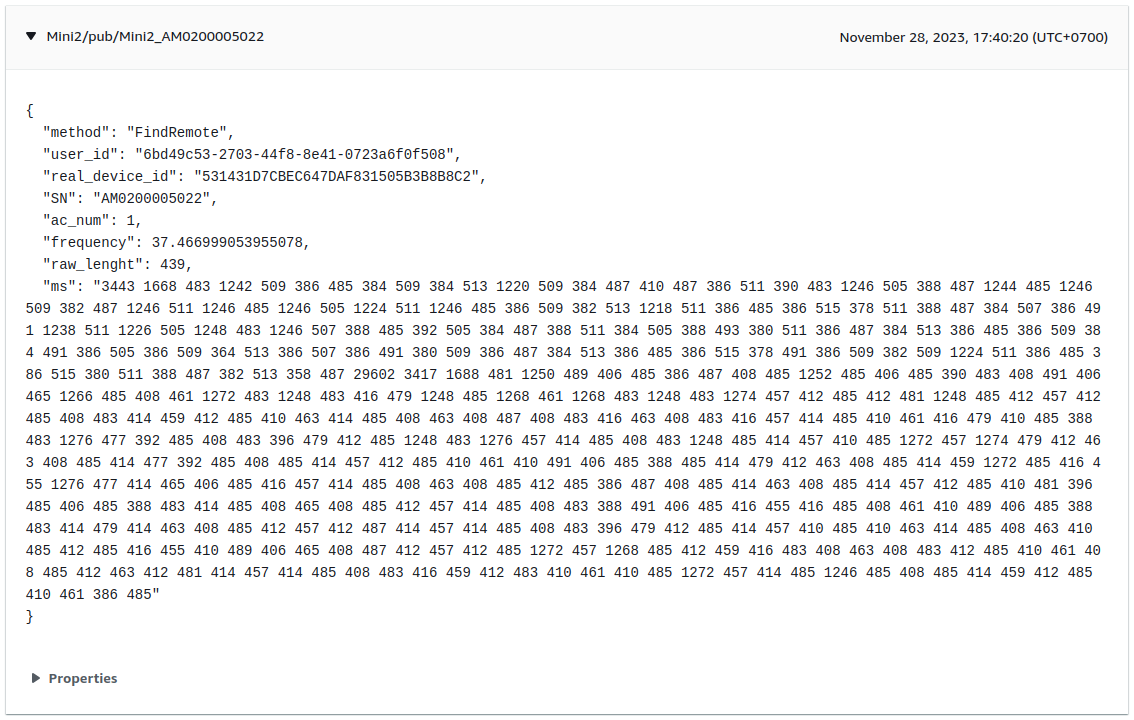 Mini2/pub/Mini2_AM0200005022
November 28, 2023, 17:40:20 (UTC+0700)
{
"method": "FindRemote",
"user_id": "6bd49c53-2703-44f8-8e41-0723a6f0f508",
"real_device_id": "531431D7CBEC647DAF831505B3B8B8C2",
"SN": "AM0200005022",
"ac_num": 1,
"frequency": 37.466999053955078,
"raw_lenght": 439,
"ms": "3443 1668 483 1242 509 386 485 384 509 384 513 1220 509 384 487 410 487 386 511 390 483 1246 505 388 487 1244 485 1246
509 382 487 1246 511 1246 485 1246 505 1224 511 1246 485 386 509 382 513 1218 511 386 485 386 515 378 511 388 487 384 507 386 49
1 1238 511 1226 505 1248 483 1246 507 388 485 392 505 384 487 388 511 384 505 388 493 380 511 386 487 384 513 386 485 386 509 38
4 491 386 505 386 509 364 513 386 507 386 491 380 509 386 487 384 513 386 485 386 515 378 491 386 509 382 509 1224 511 386 485 3
86 515 380 511 388 487 382 513 358 487 29602 3417 1688 481 1250 489 406 485 386 487 408 485 1252 485 406 485 390 483 408 491 406
465 1266 485 408 461 1272 483 1248 483 416 479 1248 485 1268 461 1268 483 1248 483 1274 457 412 485 412 481 1248 485 412 457 412
485 408 483 414 459 412 485 410 463 414 485 408 463 408 487 408 483 416 463 408 483 416 457 414 485 410 461 416 479 410 485 388
483 1276 477 392 485 408 483 396 479 412 485 1248 483 1276 457 414 485 408 483 1248 485 414 457 410 485 1272 457 1274 479 412 46
3 408 485 414 477 392 485 408 485 414 457 412 485 410 461 410 491 406 485 388 485 414 479 412 463 408 485 414 459 1272 485 416 4
55 1276 477 414 465 406 485 416 457 414 485 408 463 408 485 412 485 386 487 408 485 414 463 408 485 414 457 412 485 410 481 396
485 406 485 388 483 414 485 408 465 408 485 412 457 414 485 408 483 388 491 406 485 416 455 416 485 408 461 410 489 406 485 388
483 414 479 414 463 408 485 412 457 412 487 414 457 414 485 408 483 396 479 412 485 414 457 410 485 410 463 414 485 408 463 410
485 412 485 416 455 410 489 406 465 408 487 412 457 412 485 1272 457 1268 485 412 459 416 483 408 463 408 483 412 485 410 461 40
8 485 412 463 412 481 414 457 414 485 408 483 416 459 412 483 410 461 410 485 1272 457 414 485 1246 485 408 485 414 459 412 485
410 461 386 485"
}
Properties